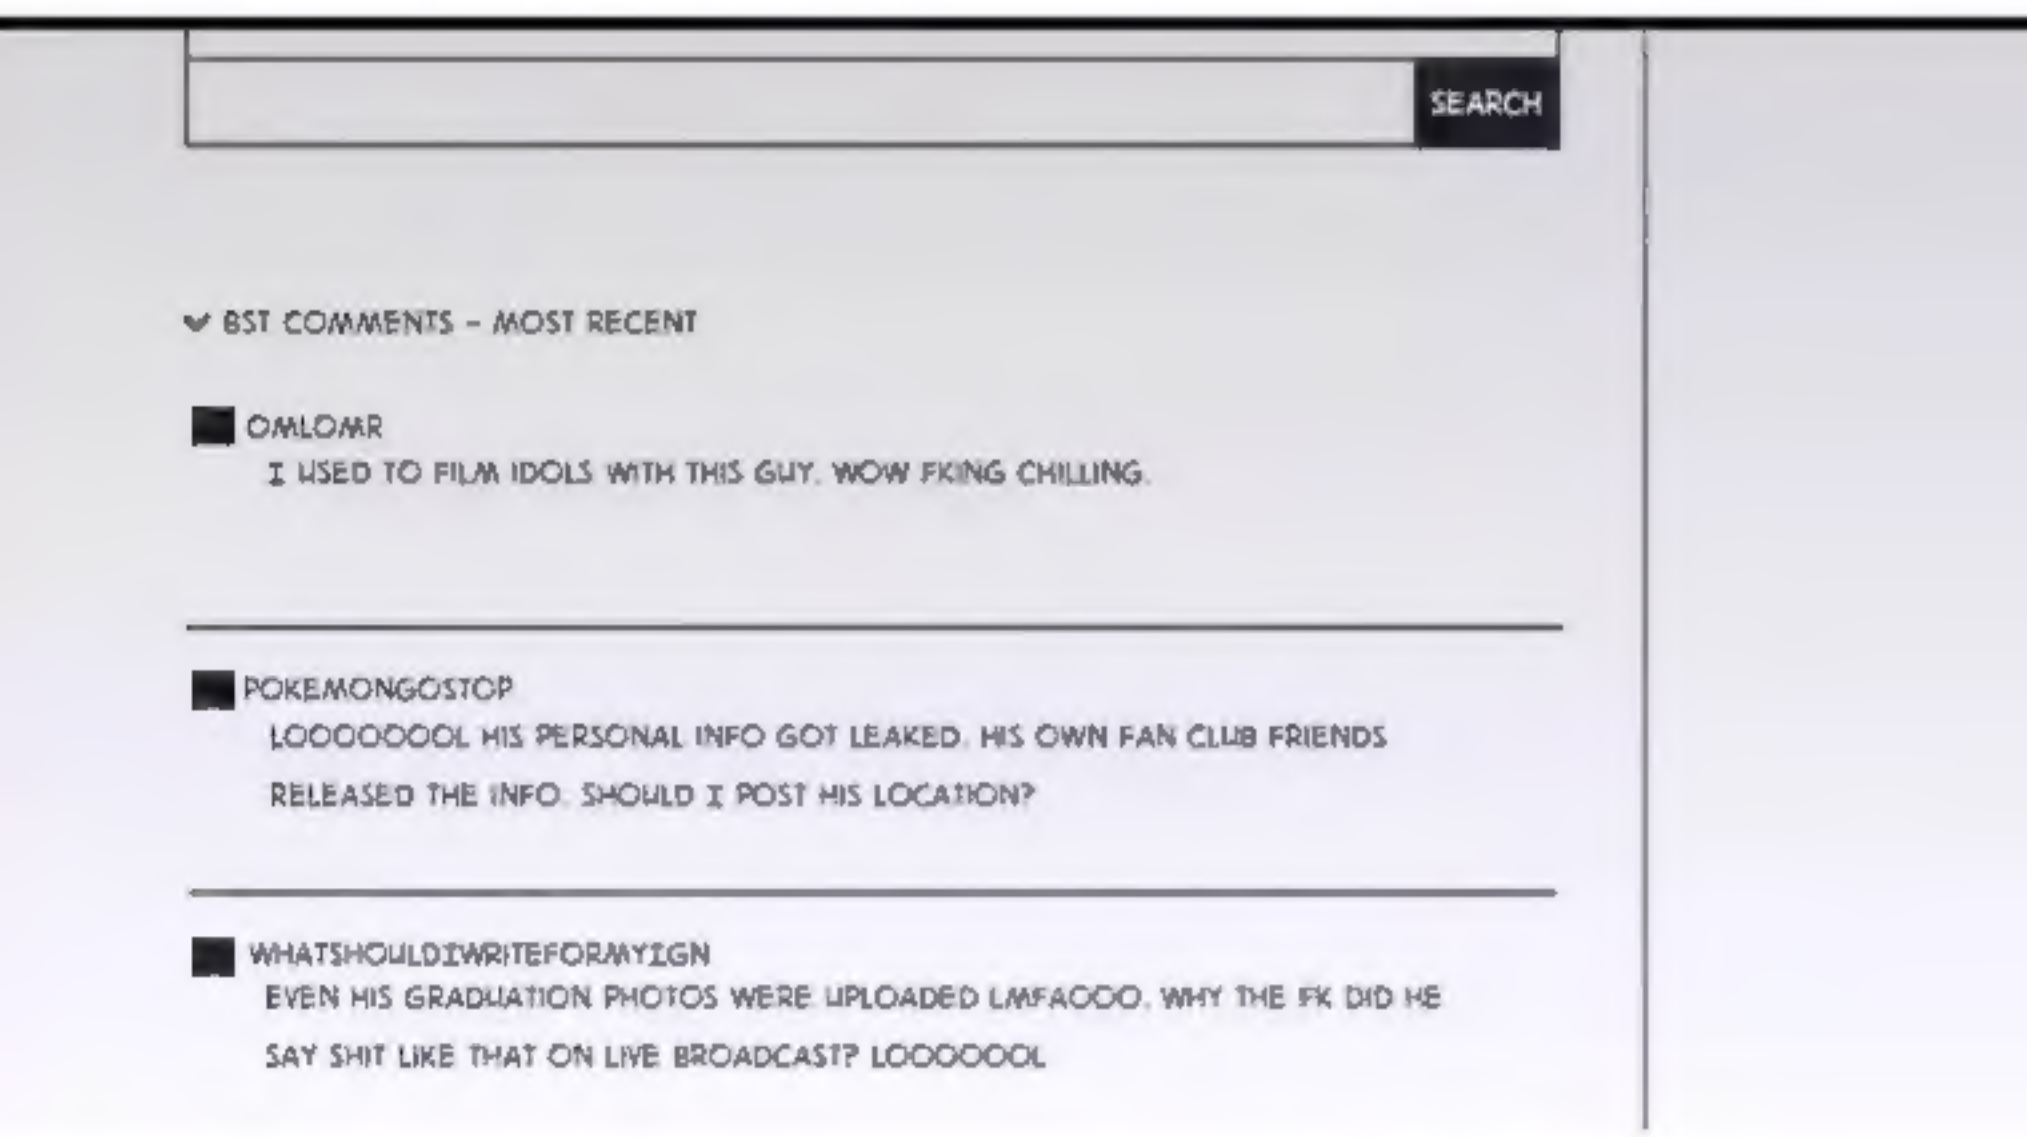 SEARCH
BST COMMENTS - MOST RECENT
OMLOMR
I USED TO FILM IDOLS WITH THIS GUY. WOW FKING CHILLING.
POKEMONGOSTOP
LOOOOOOOL HIS PERSONAL INFO GOT LEAKED. HIS OWN FAN CLUB FRIENDS
RELEASED THE INFO. SHOULD I POST HIS LOCATION?
WHATSHOULDIWRITEFORMYIGN
EVEN HIS GRADUATION PHOTOS WERE UPLOADED LMFAOOO. WHY THE FK DID HE
SAY SHIT LIKE THAT ON LIVE BROADCAST? LOOOOOOL